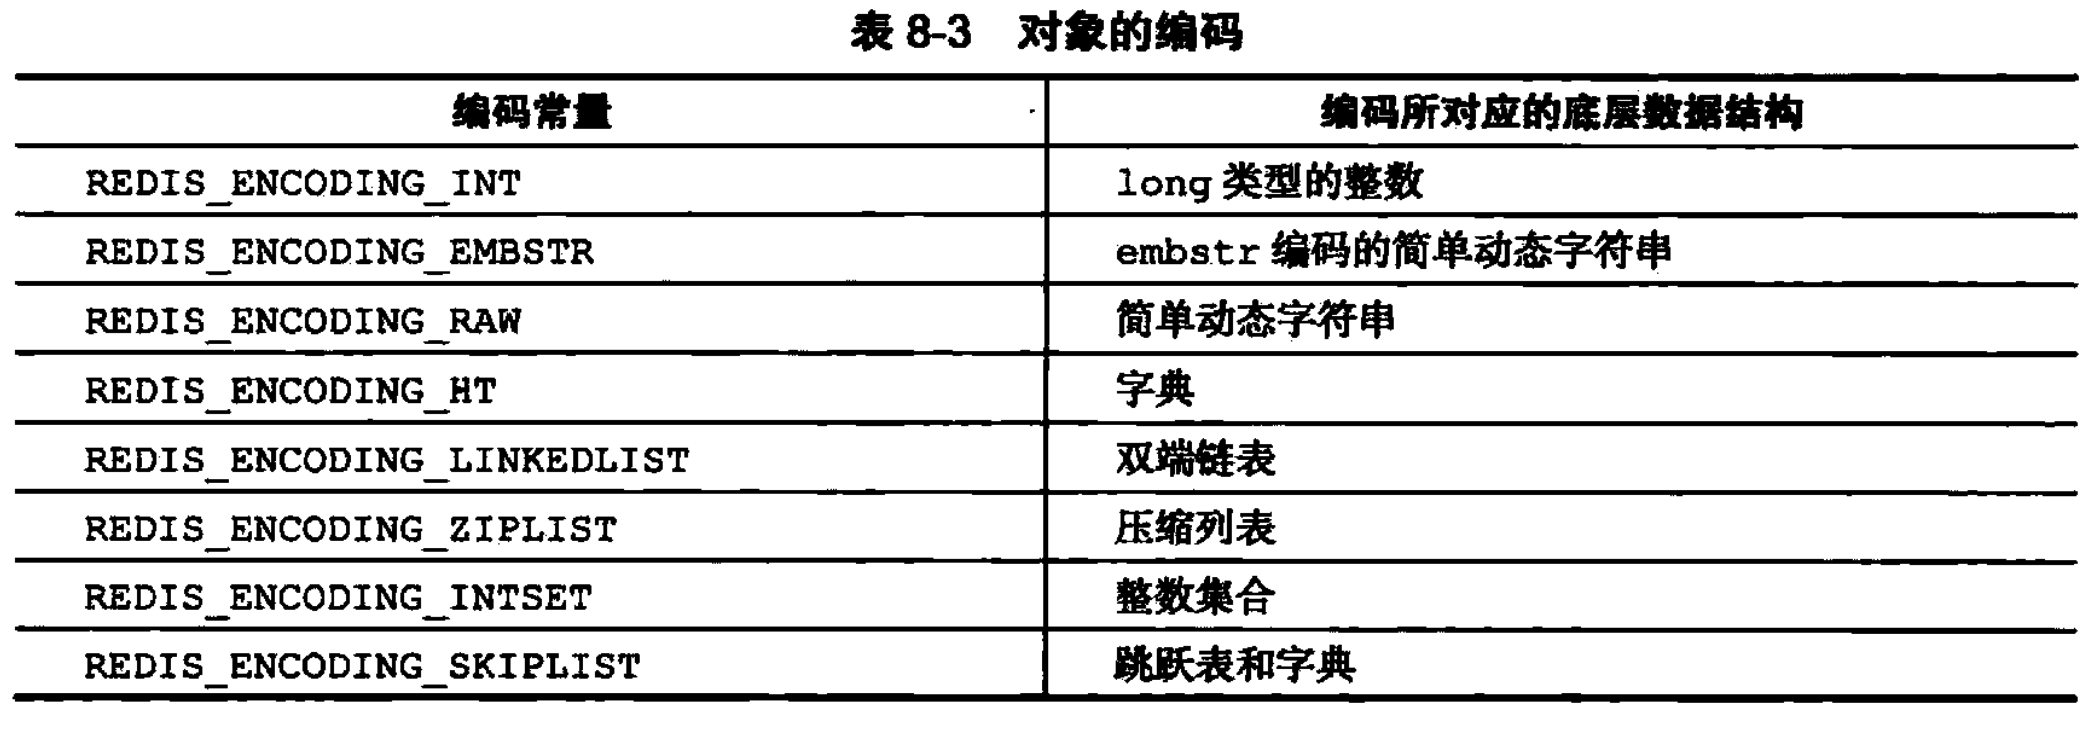 表 8-3 对象的编码
编码常量 编码所对应的底层数据结构
REDIS_ENCODING_INT long 类型的整数
REDIS_ENCODING_EMBSTR embstr 编码的简单动态字符串
REDIS_ENCODING_RAW 简单动态字符串
REDIS_ENCODING_HT 字典
REDIS_ENCODING_LINKEDLIST 双端链表
REDIS_ENCODING_ZIPLIST 压缩列表
REDIS_ENCODING_INTSET 整数集合
REDIS_ENCODING_SKIPLIST 跳跃表和字典